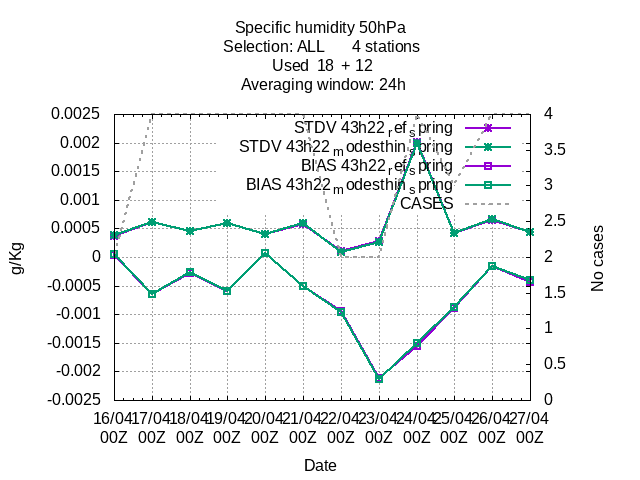 Specific humidity 50hPa
Selection: ALL 4 stations
Used 18 + 12
Averaging window: 24h
STDV 43h22_ref_spring
STDV 43h22_modesthin_spring
BIAS 43h22_ref_spring
BIAS 43h22_modesthin_spring
CASES
g/Kg
0.0025
0.002
0.0015
0.001
0.0005
0
-0.0005
-0.001
-0.0015
-0.002
-0.0025
No cases
4
3.5
3
2.5
2
1.5
1
0.5
0
16/04 17/04 18/04 19/04 20/04 21/04 22/04 23/04 24/04 25/04 26/04 27/04
00Z 00Z 00Z 00Z 00Z 00Z 00Z 00Z 00Z 00Z 00Z 00Z
Date